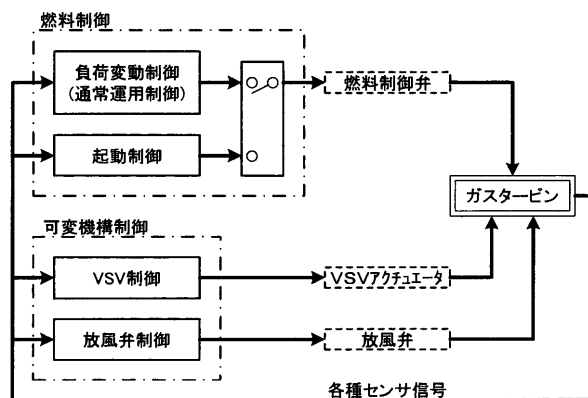 燃料制御
負荷変動制御
(通常運用制御)
燃料制御弁
起動制御
ガスタービン
可変機構制御
VSV制御
VSVアクチュエータ
放風弁制御
放風弁
各種センサ信号